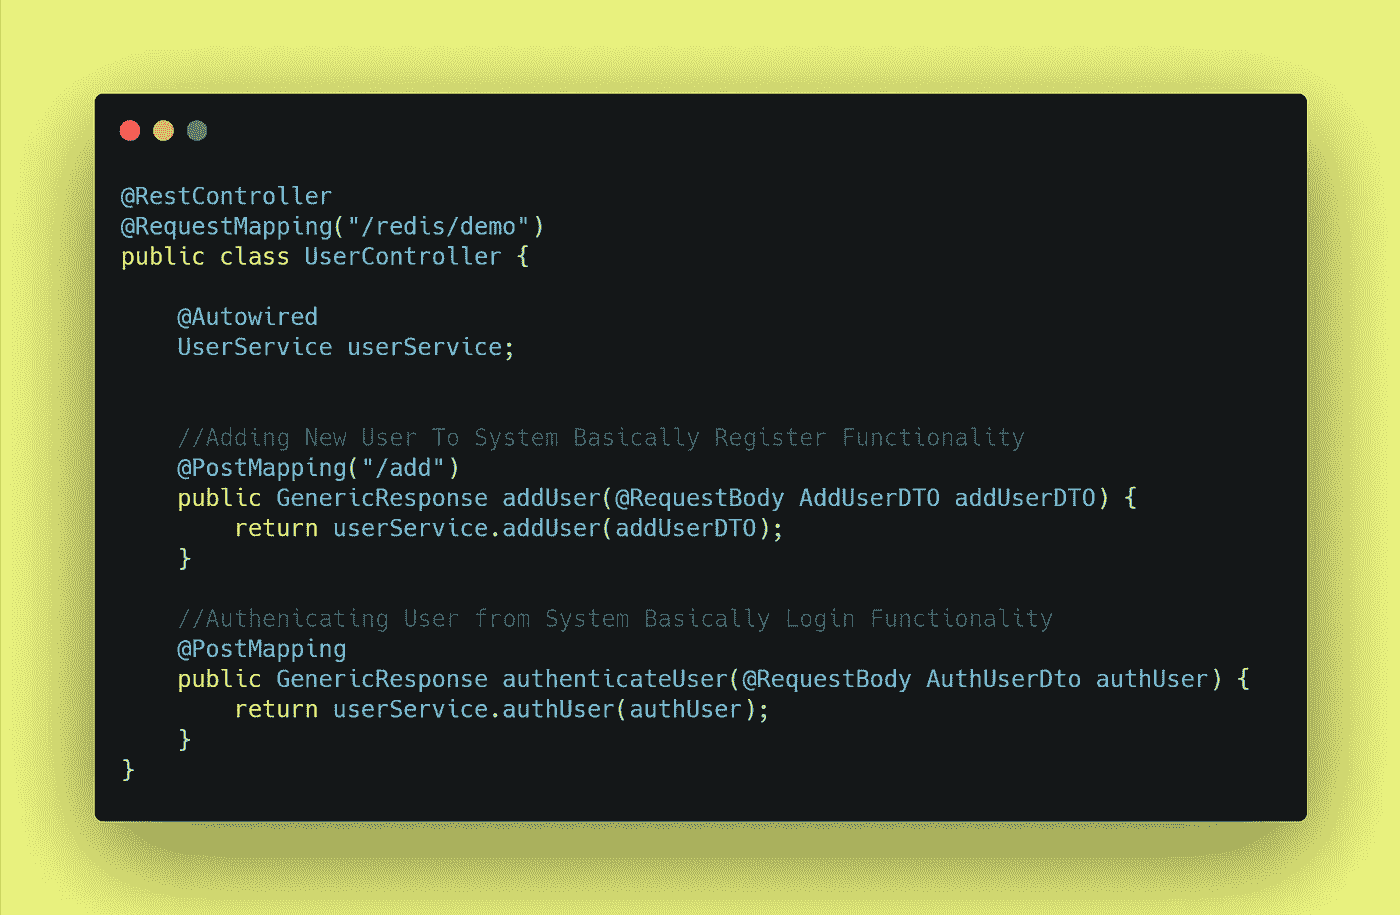 @RestController
@RequestMapping("/redis/demo")
public class UserController {
@Autowired
UserService userService;
//Adding New User To System Basically Register Functionality
@PostMapping("/add")
public GenericResponse addUser(@RequestBody AddUserDTO addUserDTO) {
return userService.addUser(addUserDTO);
}
//Authenicating User from System Basically Login Functionality
@PostMapping
public GenericResponse authenticateUser(@RequestBody AuthUserDto authUser) {
return userService.authUser(authUser);
}
}